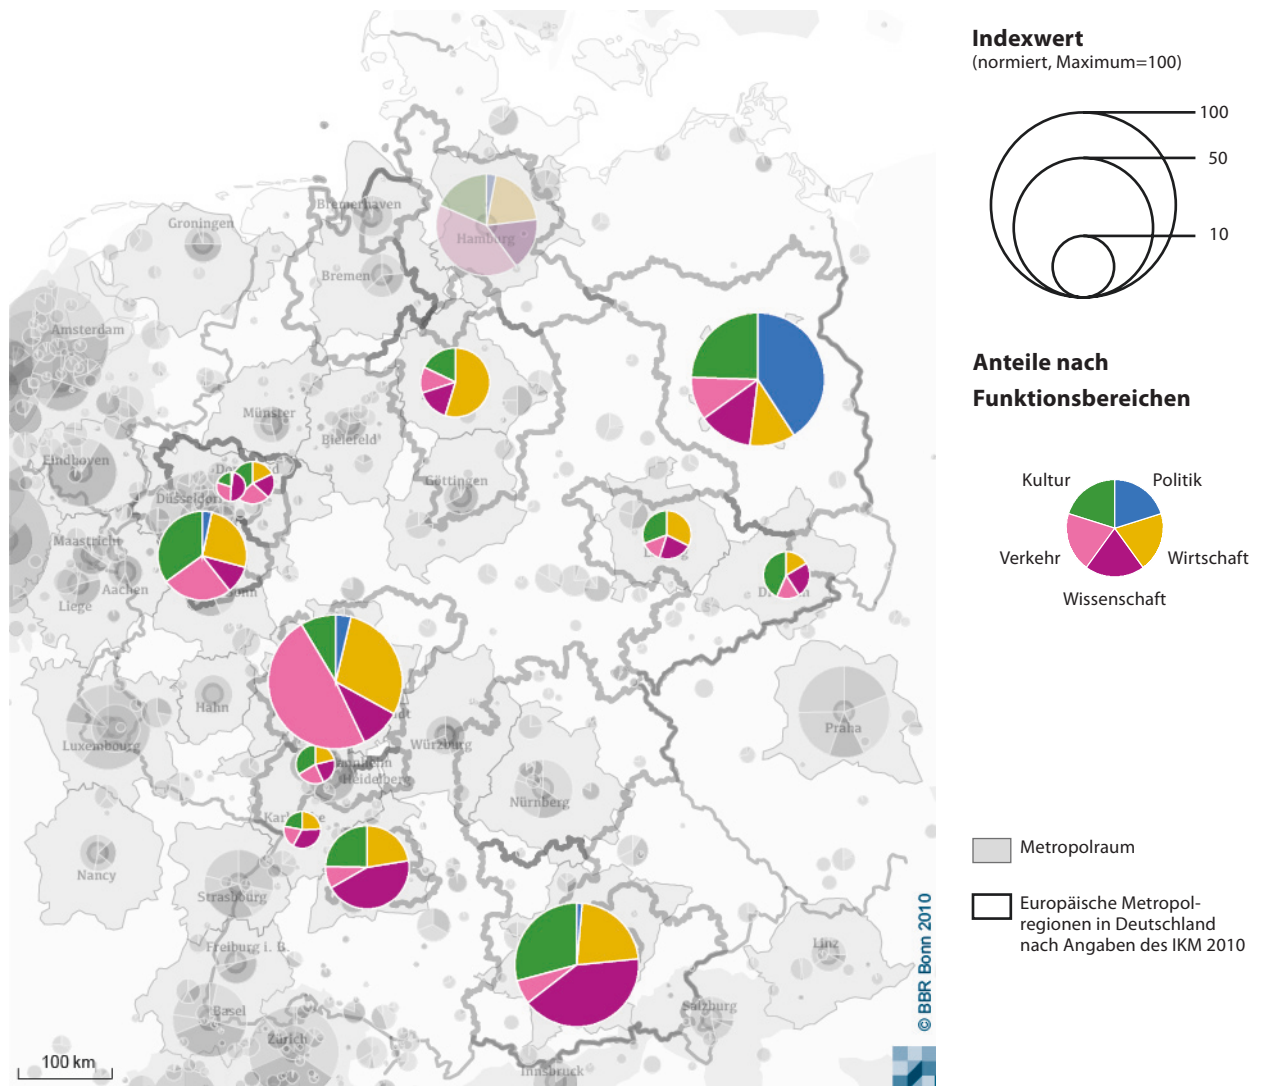 Indexwert
(normiert, Maximum=100)
100
50
10
Anteile nach
Funktionsbereichen
Kultur
Politik
Verkehr
Wirtschaft
Wissenschaft
Metropolraum
Europäische Metropol-
regionen in Deutschland
nach Angaben des IKM 2010
Groningen
Bremerhaven
Hamburg
Bremen
Amsterdam
Münster
Bielefeld
Eindhoven
Göttingen
Düsseldorf
Maastricht
Aachen
Liege
Hahn
Luxembourg
Würzburg
Praha
Heidelberg
Nürnberg
Nancy
Strasbourg
Freiburg i. B.
Linz
Basel
Salzburg
Zürich
Innsbruck
100 km
© BBR Bonn 2010